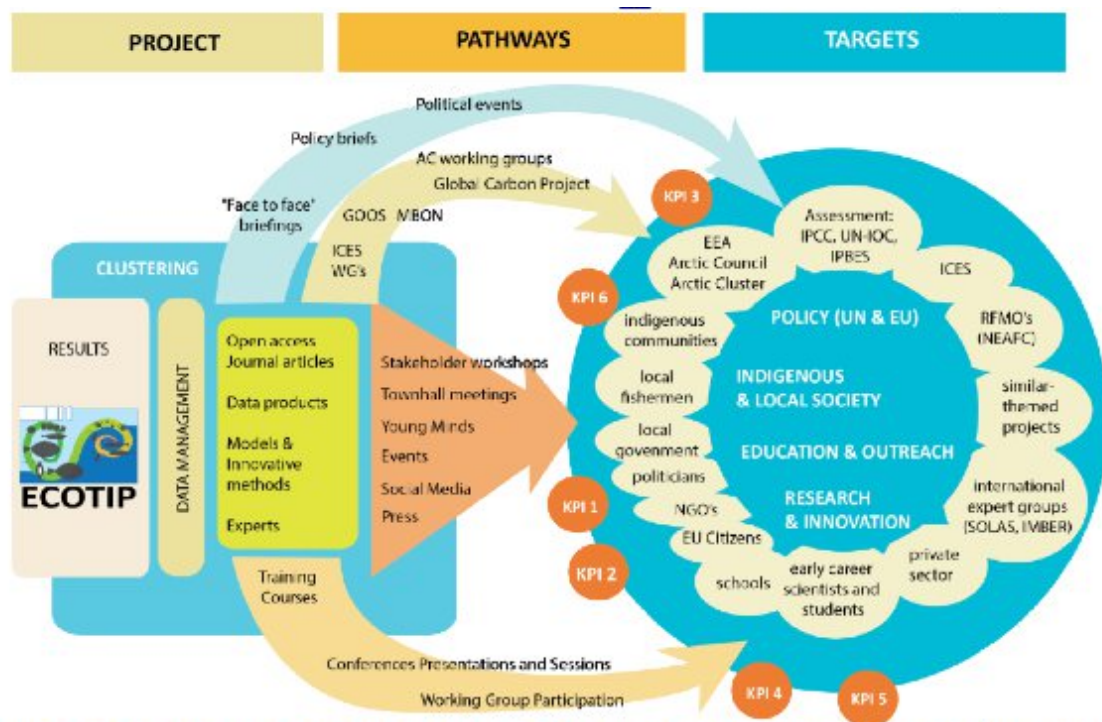 PROJECT
PATHWAYS
TARGETS
Political events
Policy briefs
"Face to face"
briefings
AC working groups
Global Carbon Project
GOOS MBON
ICES
WG's
CLUSTERING
RESULTS
ECOTIP
DATA MANAGEMENT
Open access
Journal articles
Data products
Models &
Innovative
methods
Experts
Stakeholder workshops
Townhall meetings
Young Minds
Events
Social Media
Press
Training
Courses
Conferences Presentations and Sessions
Working Group Participation
KPI 3
KPI 6
KPI 1
KPI 2
KPI 4
KPI 5
Assessment:
IPCC, UN-IOC,
IPBES
EEA
Arctic Council
Arctic Cluster
ICES
indigenous
communities
RFMO's
(NEAFC)
local
fishermen
similar-
themed
projects
local
govenment
politicians
international
expert groups
(SOLAS, IMBER)
NGO's
EU Citizens
private
sector
schools
early career
scientists and
students
POLICY (UN & EU)
INDIGENOUS
& LOCAL SOCIETY
EDUCATION & OUTREACH
RESEARCH
& INNOVATION